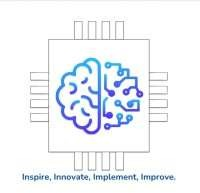 Inspire, Innovate, Implement, Improve.